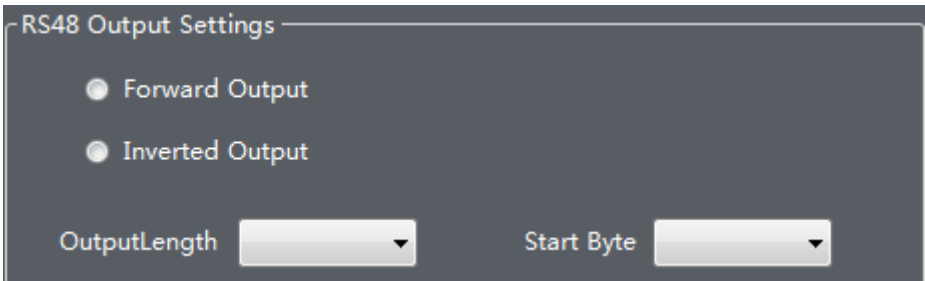 RS48 Output Settings
Forward Output
Inverted Output
OutputLength Start Byte